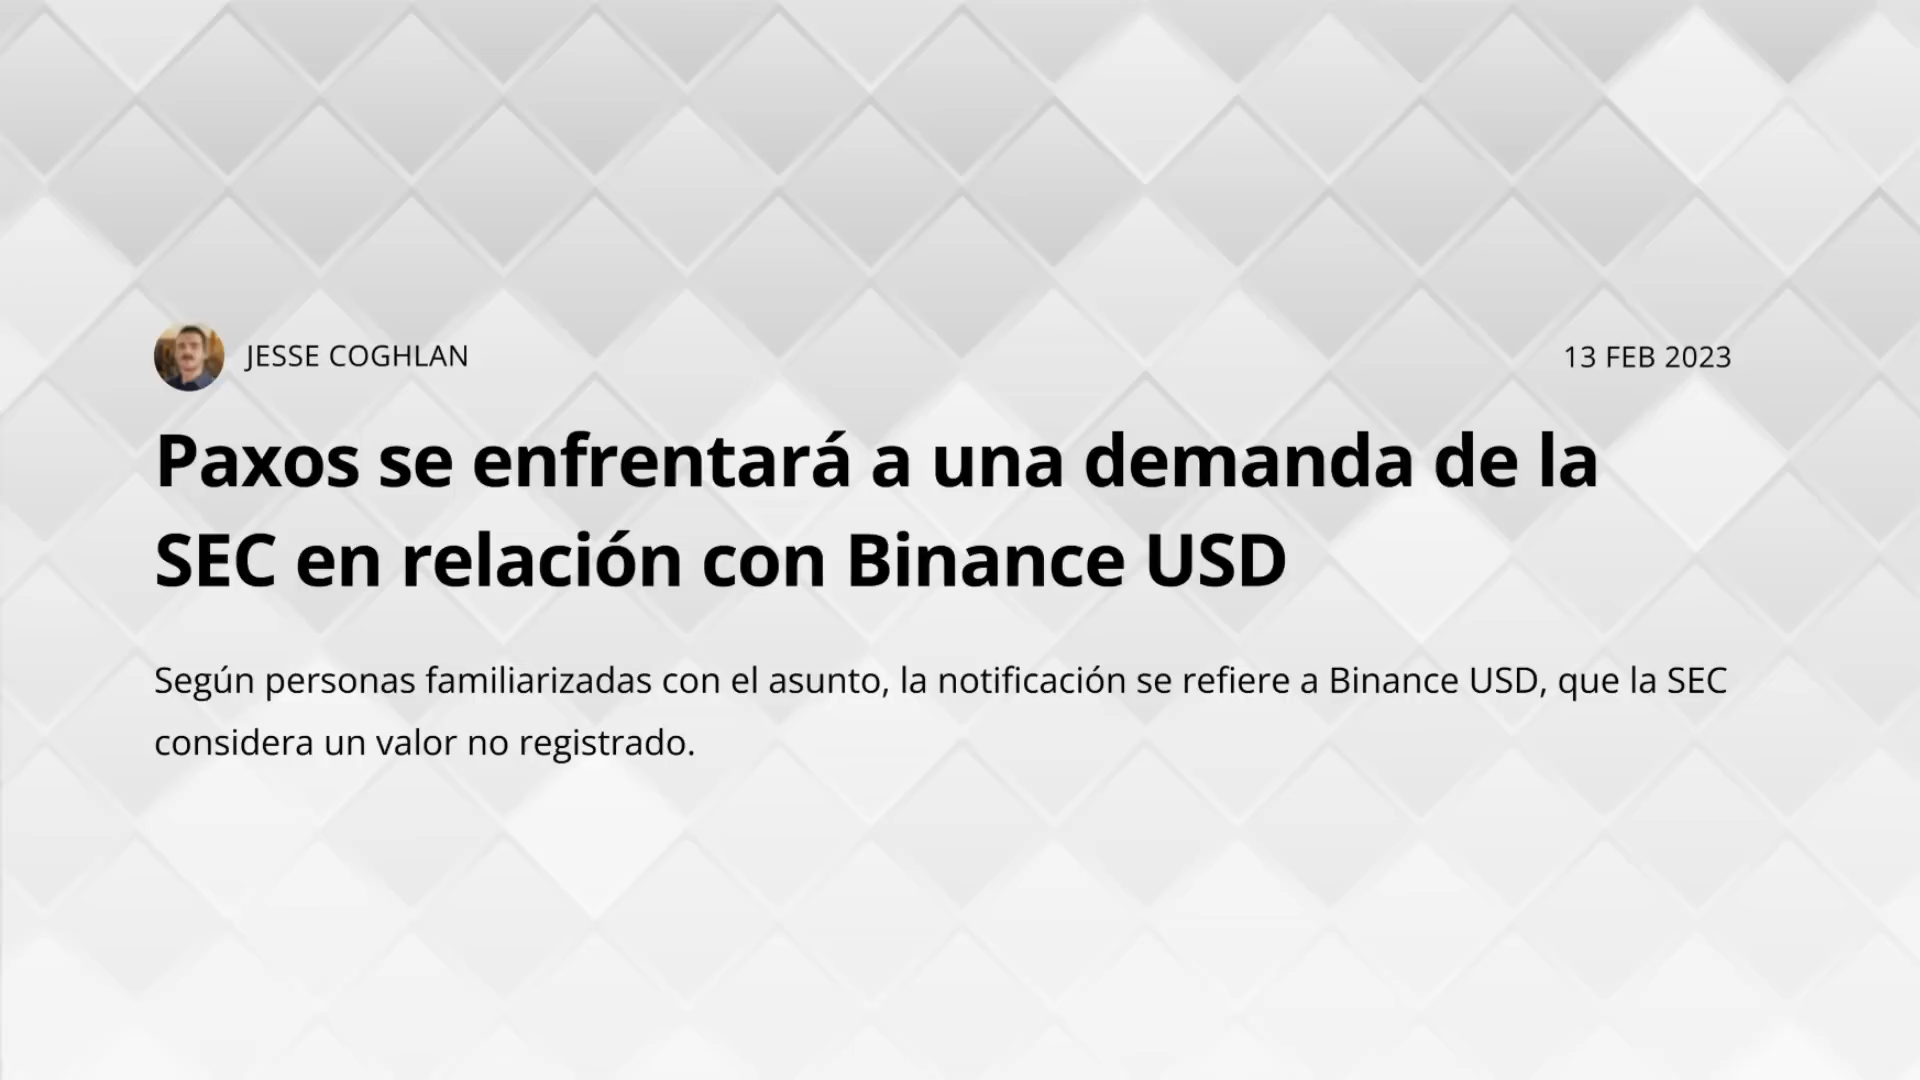 JESSE COGHLAN
13 FEB 2023
Paxos se enfrentará a una demanda de la
SEC en relación con Binance USD
Según personas familiarizadas con el asunto, la notificación se refiere a Binance USD, que la SEC
considera un valor no registrado.